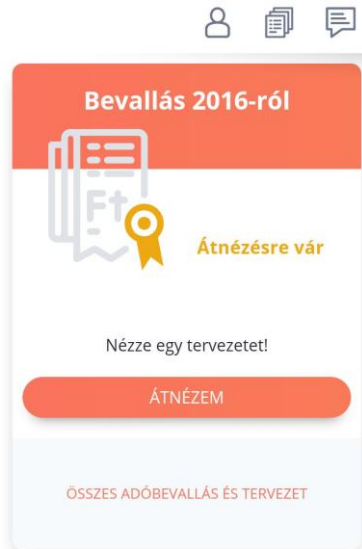 Bevallás 2016-ról
Ft
Átnézésre vár
Nézze egy tervezetet!
ÁTNÉZEM
ÖSSZES ADÓBEVALLÁS ÉS TERVEZET